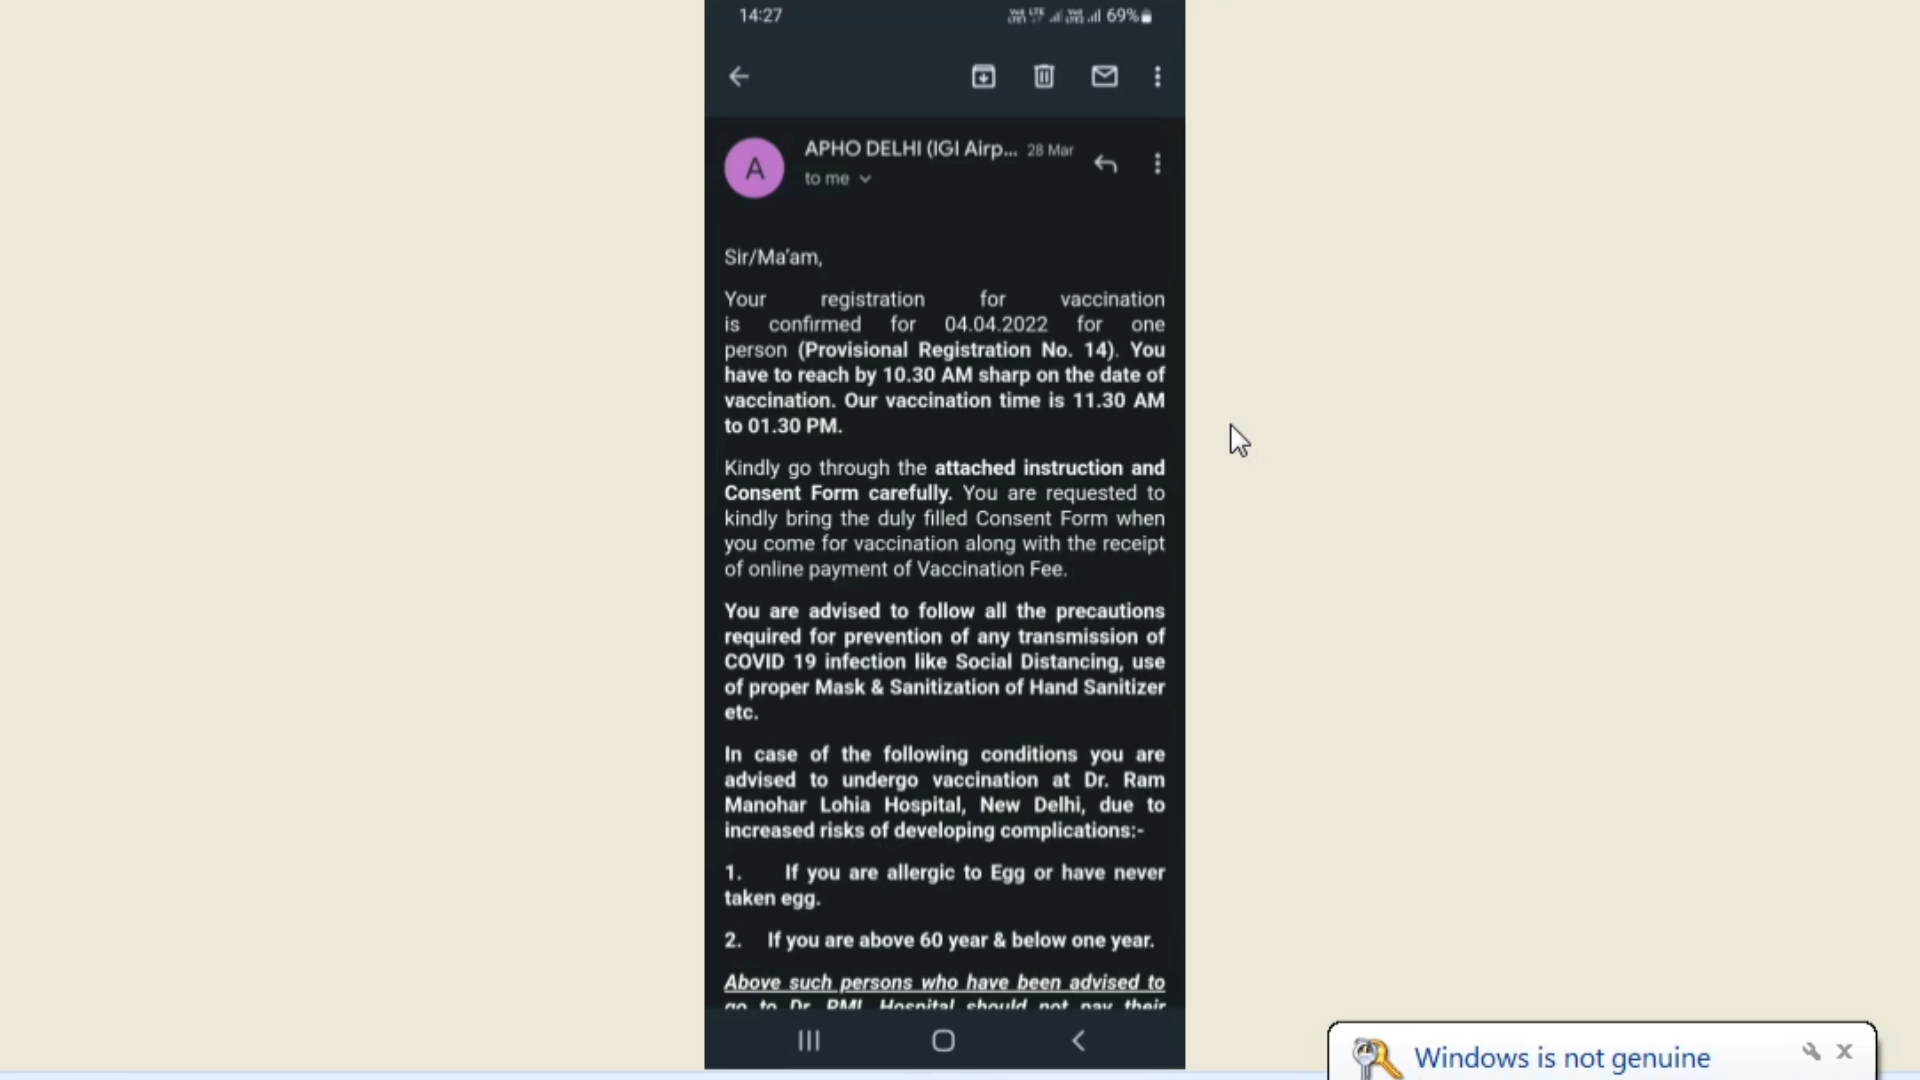 14:27
69%
APHO DELHI (IGI Airp... 28 Mar
to me
A
Sir/Ma'am,
Your registration for vaccination
is confirmed for 04.04.2022 for one
person (Provisional Registration No. 14). You
have to reach by 10.30 AM sharp on the date of
vaccination. Our vaccination time is 11.30 AM
to 01.30 PM.
Kindly go through the attached instruction and
Consent Form carefully. You are requested to
kindly bring the duly filled Consent Form when
you come for vaccination along with the receipt
of online payment of Vaccination Fee.
You are advised to follow all the precautions
required for prevention of any transmission of
COVID 19 infection like Social Distancing, use
of proper Mask & Sanitization of Hand Sanitizer
etc.
In case of the following conditions you are
advised to undergo vaccination at Dr. Ram
Manohar Lohia Hospital, New Delhi, due to
increased risks of developing complications:-
1. If you are allergic to Egg or have never
taken egg.
2. If you are above 60 year & below one year.
Above such persons who have been advised to
go to Dr. RML Hospital should not pay their
Windows is not genuine